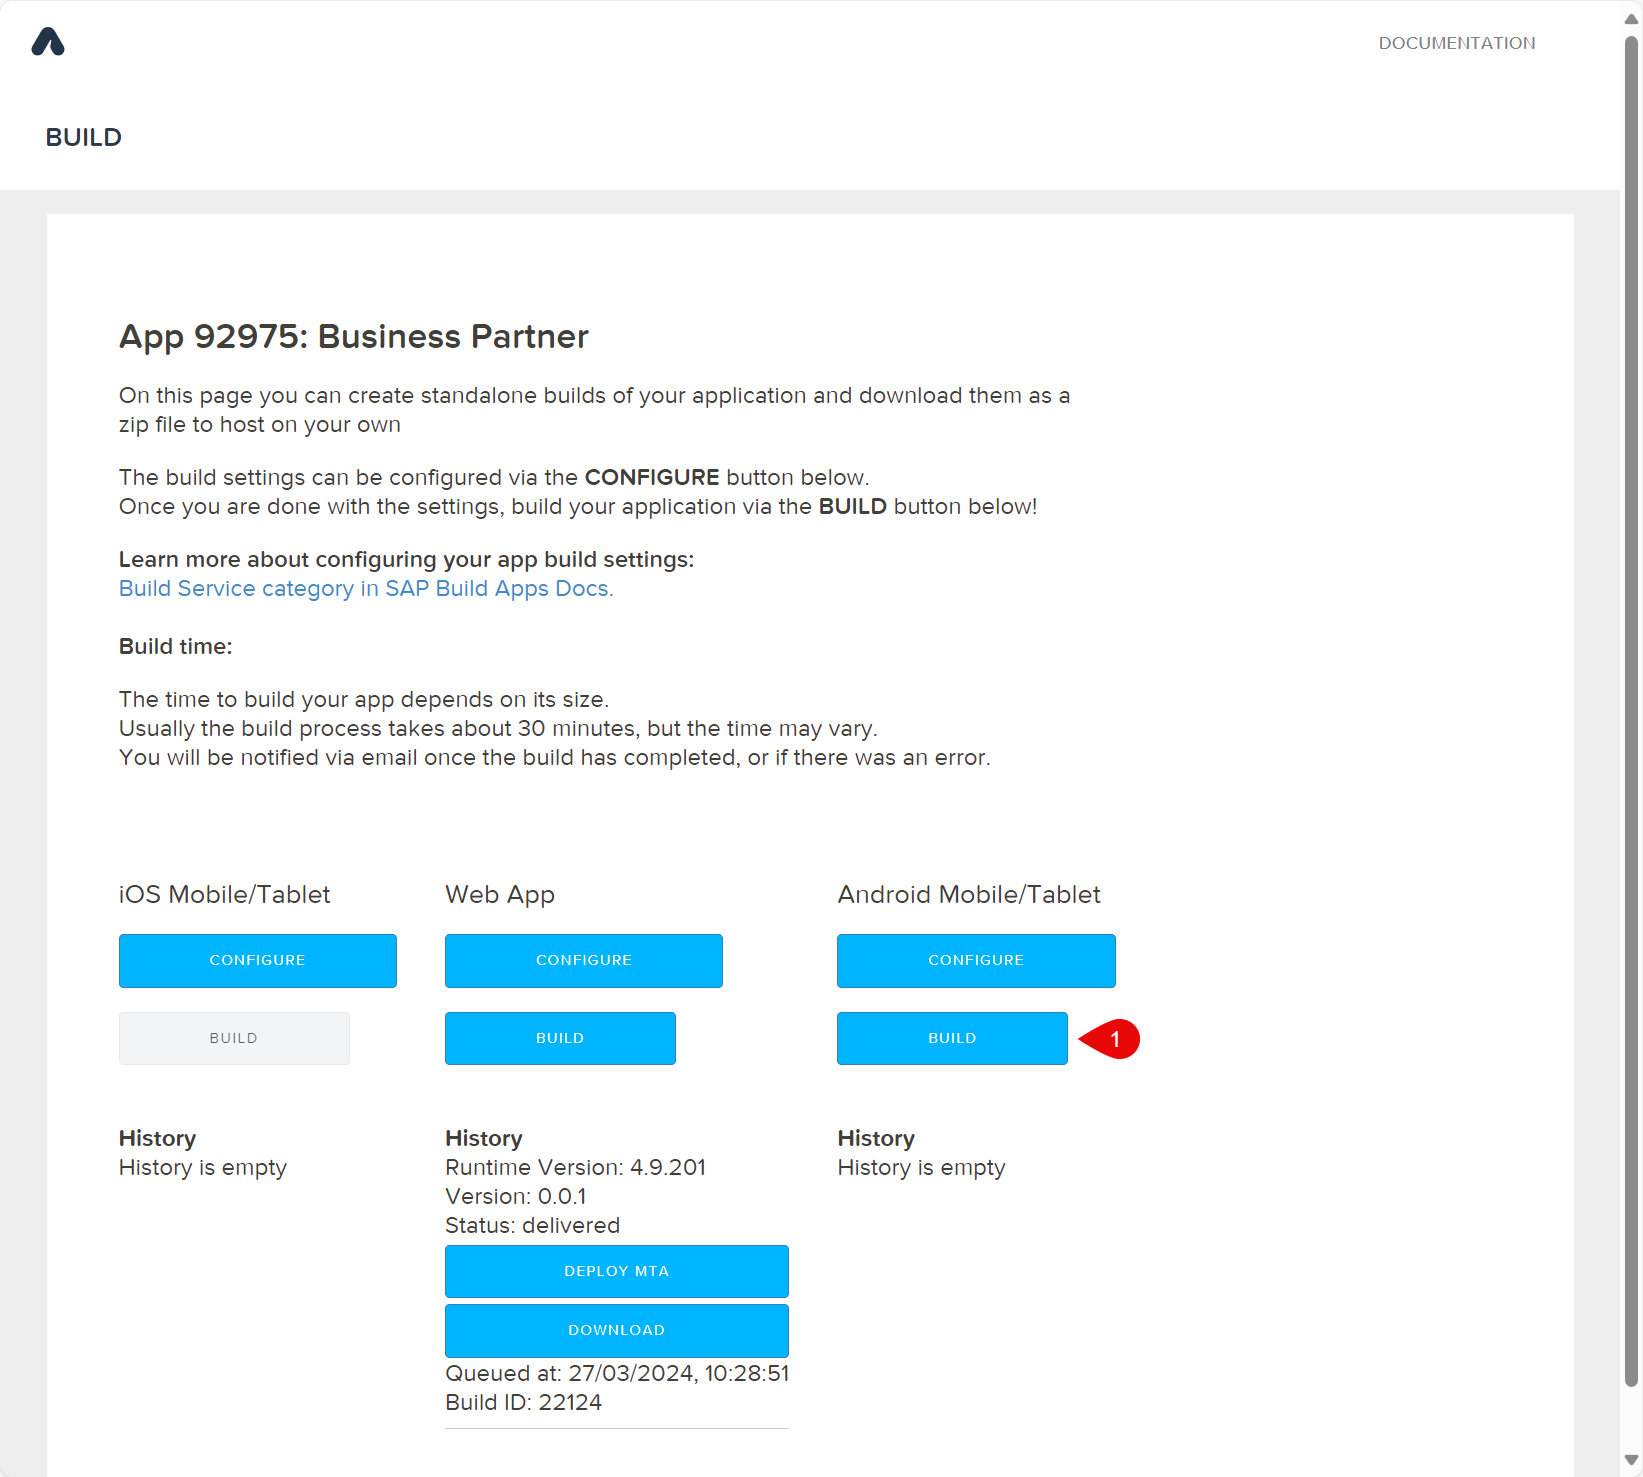 DOCUMENTATION
BUILD
App 92975: Business Partner
On this page you can create standalone builds of your application and download them as a
zip file to host on your own
The build settings can be configured via the CONFIGURE button below.
Once you are done with the settings, build your application via the BUILD button below!
Learn more about configuring your app build settings:
Build Service category in SAP Build Apps Docs.
Build time:
The time to build your app depends on its size.
Usually the build process takes about 30 minutes, but the time may vary.
You will be notified via email once the build has completed, or if there was an error.
iOS Mobile/Tablet
CONFIGURE
BUILD
History
History is empty
Web App
CONFIGURE
BUILD
History
Runtime Version: 4.9.201
Version: 0.0.1
Status: delivered
DEPLOY MTA
DOWNLOAD
Queued at: 27/03/2024, 10:28:51
Build ID: 22124
Android Mobile/Tablet
CONFIGURE
BUILD
1
History
History is empty